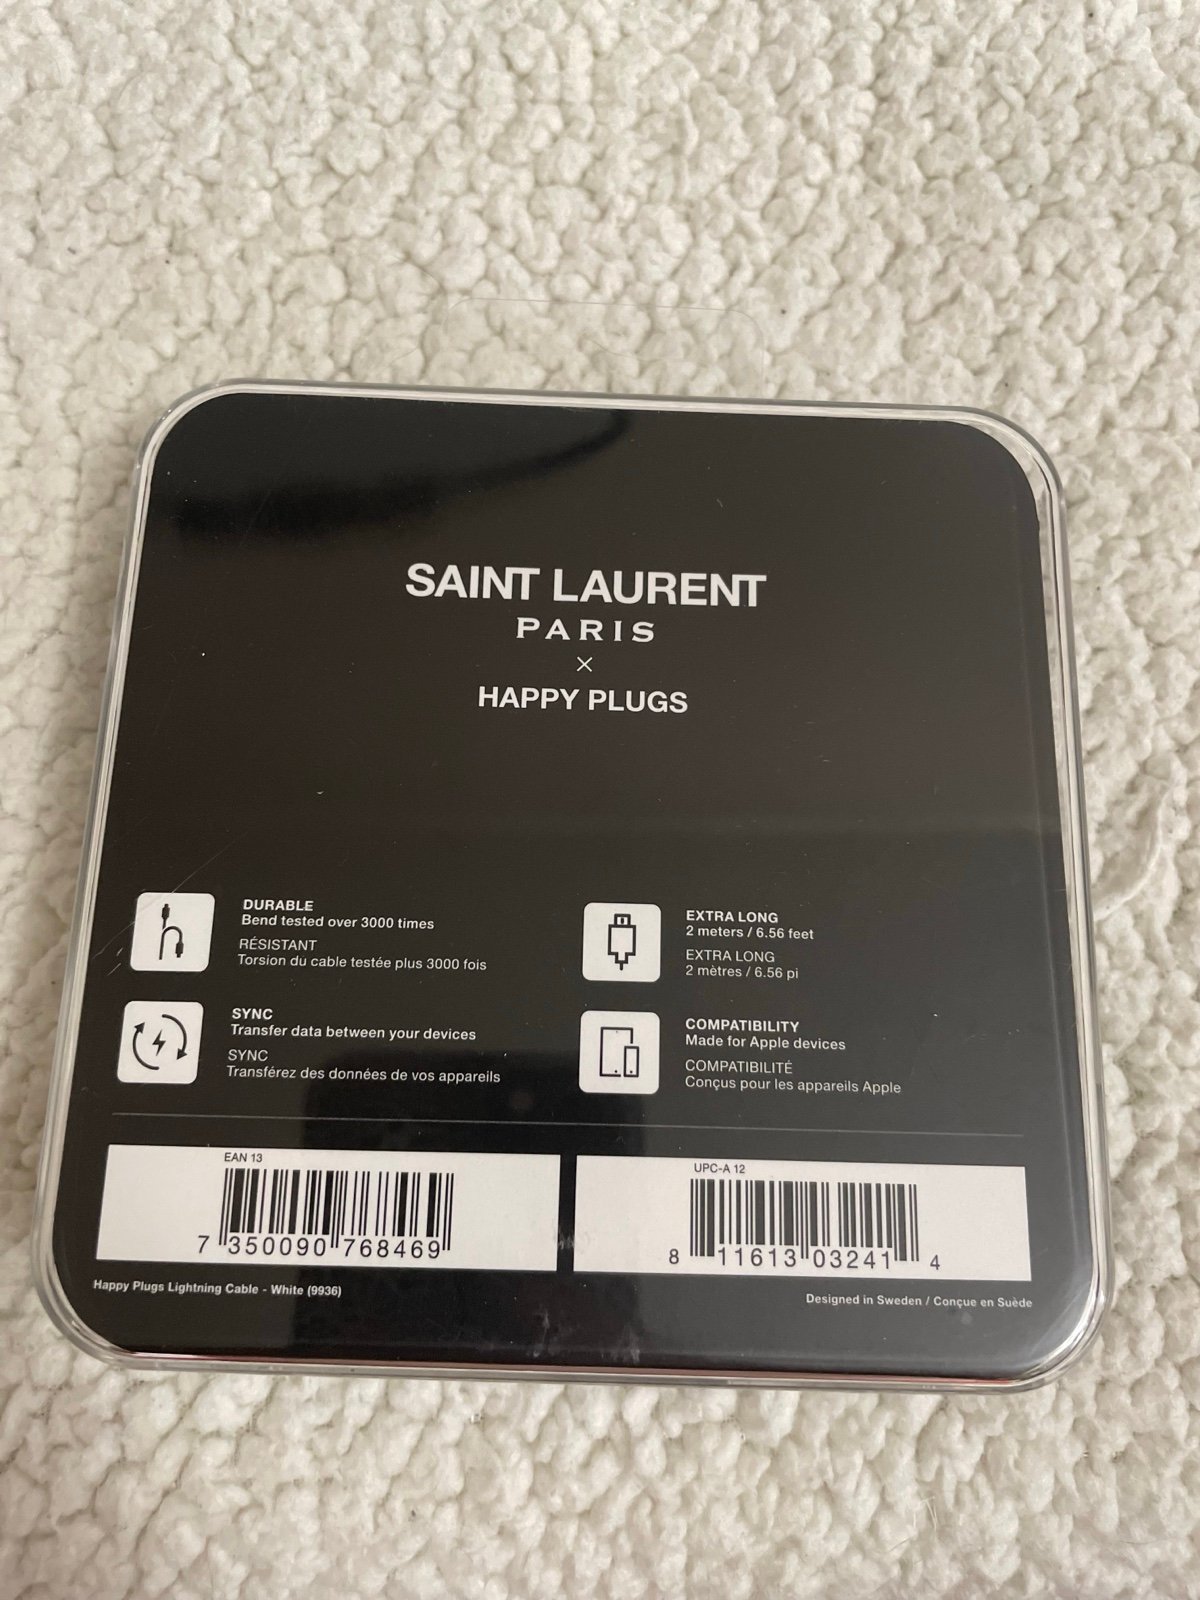 SAINT LAURENT
PARIS
×
HAPPY PLUGS
DURABLE
Bend tested over 3000 times
RÉSISTANT
Torsion du cable testée plus 3000 fois
EXTRA LONG
2 meters / 6.56 feet
EXTRA LONG
2 mètres / 6.56 pi
SYNC
Transfer data between your devices
SYNC
Transférez des données de vos appareils
COMPATIBILITY
Made for Apple devices
COMPATIBILITÉ
Conçus pour les appareils Apple
EAN 13
7 350090 768469
UPC-A 12
8 11613 03241 4
Happy Plugs Lightning Cable - White (9936)
Designed in Sweden / Conçue en Suède